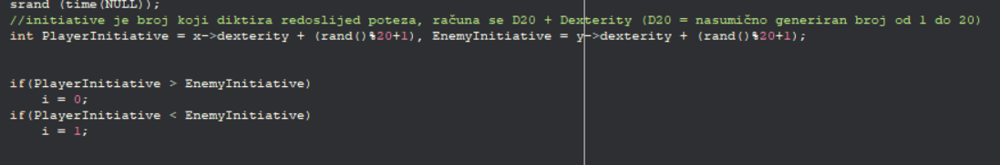 srand (time(NULL));
//initiative je broj koji diktira redoslijed poteza, računa se D20 + Dexterity (D20 = nasumično generiran broj od 1 do 20)
int PlayerInitiative = x->dexterity + (rand()%20+1), EnemyInitiative = y->dexterity + (rand()%20+1);
if(PlayerInitiative > EnemyInitiative)
i = 0;
if(PlayerInitiative < EnemyInitiative)
i = 1;